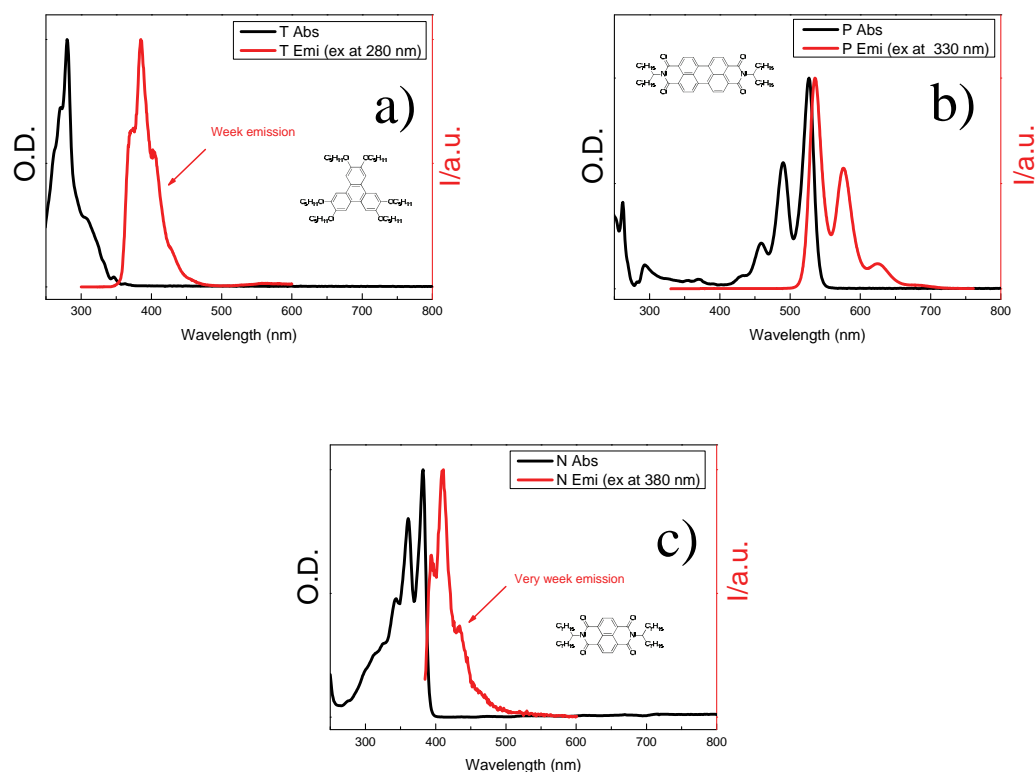 T Abs
T Emi (ex at 280 nm)
a)
Week emission
O.D.
I/a.u.
300 400 500 600 700 800
Wavelength (nm)
P Abs
P Emi (ex at 330 nm)
b)
O.D.
I/a.u.
300 400 500 600 700 800
Wavelength (nm)
N Abs
N Emi (ex at 380 nm)
c)
Very week emission
O.D.
I/a.u.
300 400 500 600 700 800
Wavelength (nm)